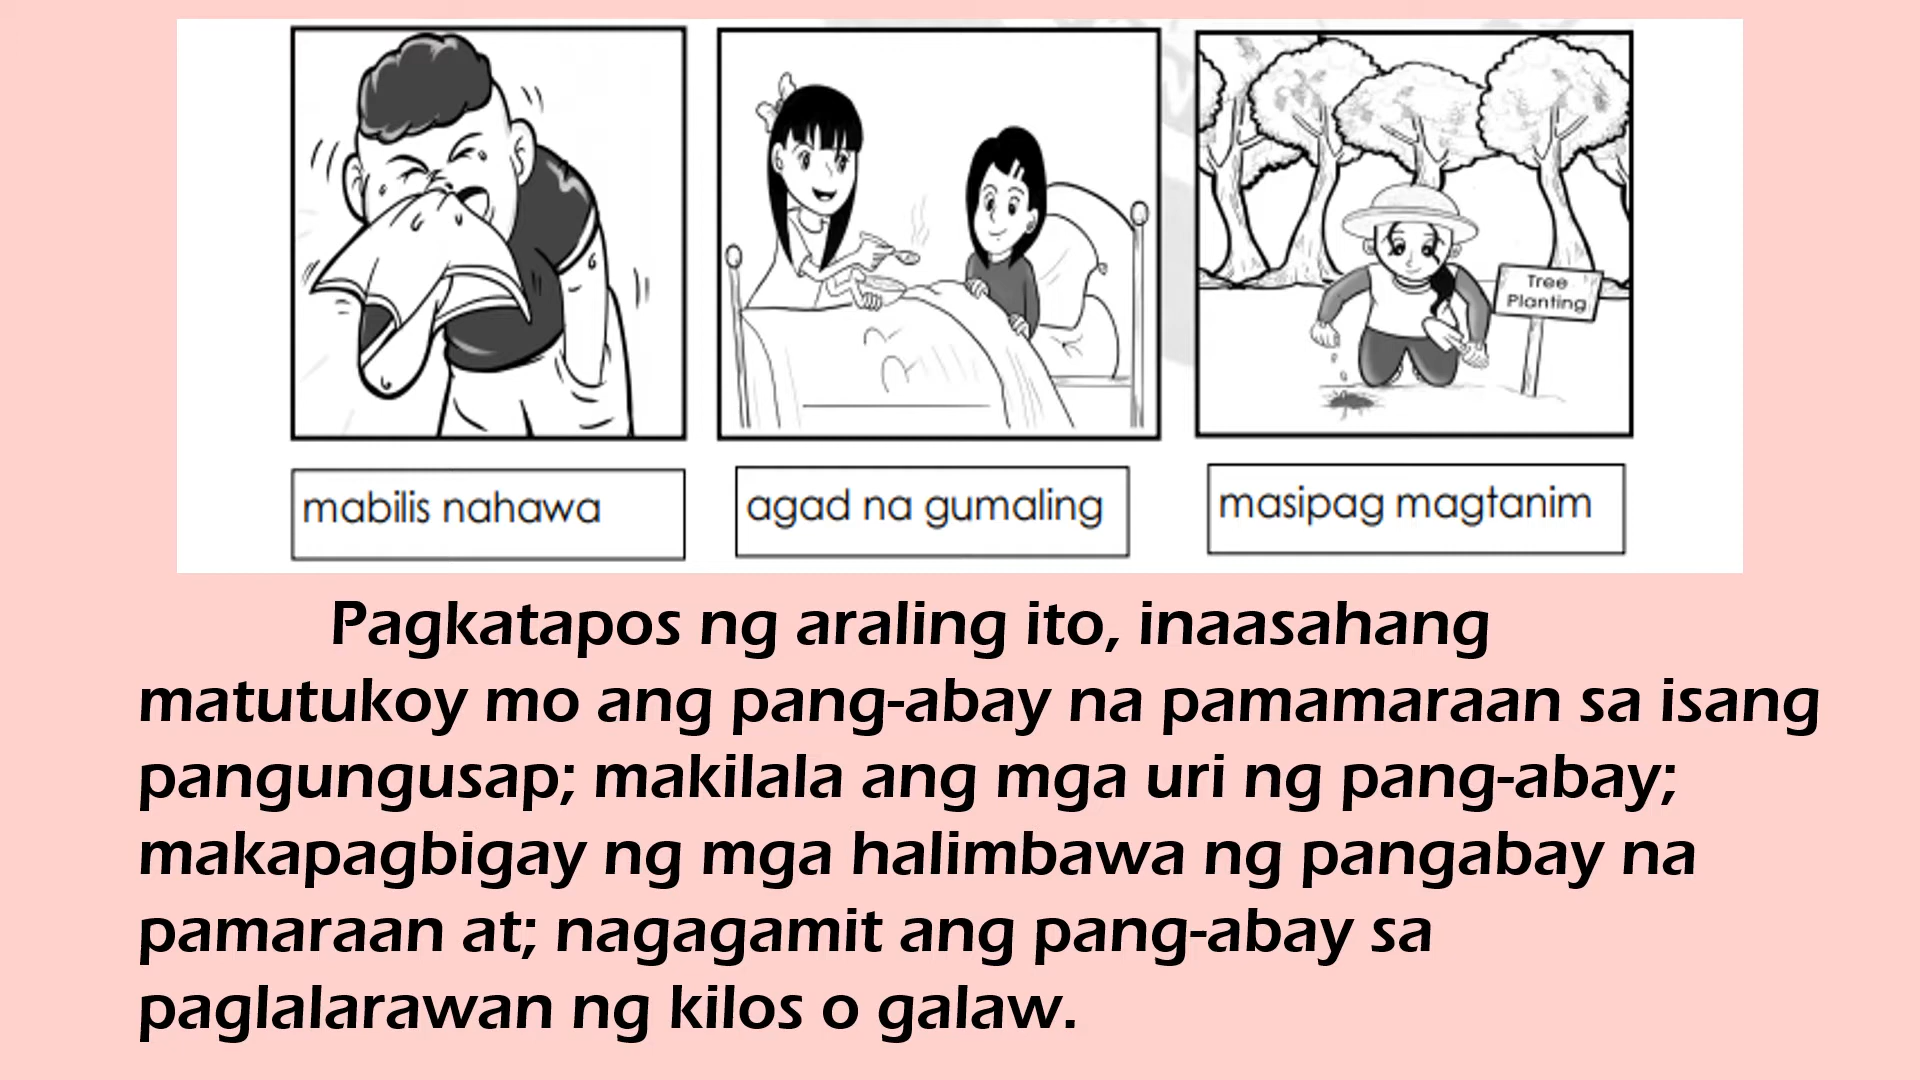 Tree
Planting
mabilis nahawa
agad na gumaling
masipag magtanim
Pagkatapos ng araling ito, inaasahang
matutukoy mo ang pang-abay na pamamaraan sa isang
pangungusap; makilala ang mga uri ng pang-abay;
makapagbigay ng mga halimbawa ng pangabay na
pamaraan at; nagagamit ang pang-abay sa
paglalarawan ng kilos o galaw.